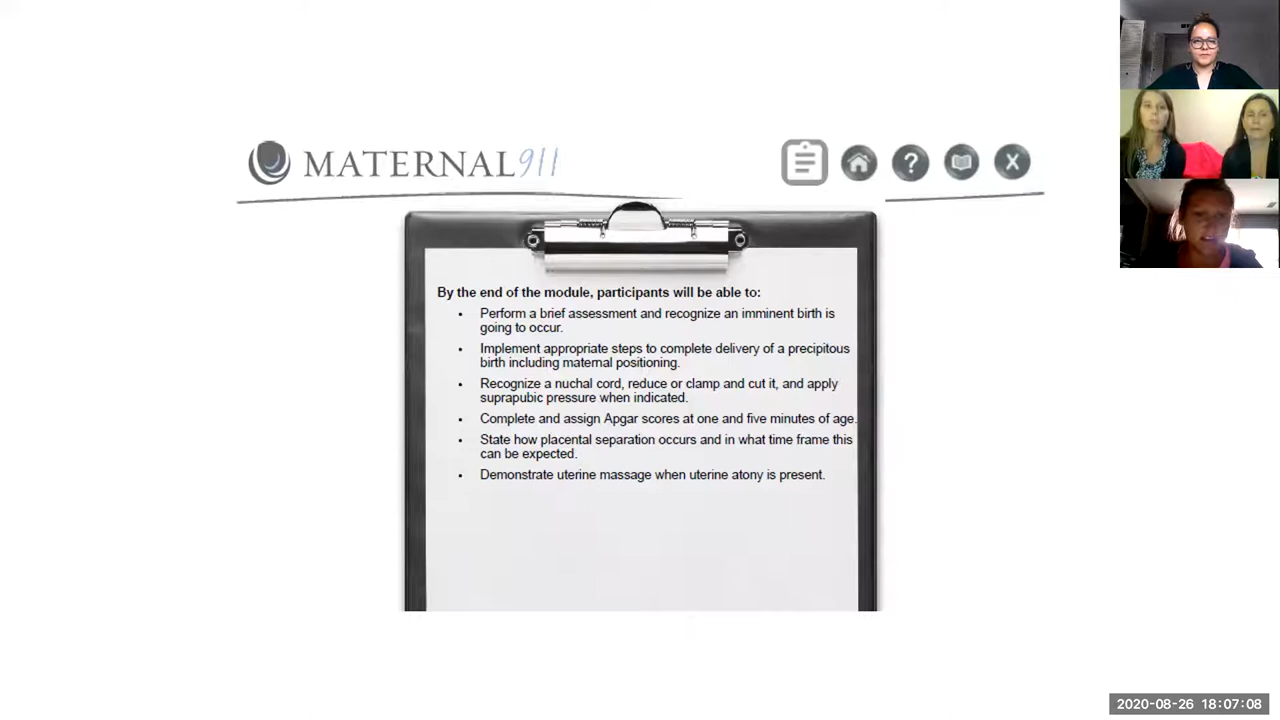 MATERNAL911
?
X
By the end of the module, participants will be able to:
• Perform a brief assessment and recognize an imminent birth is
going to occur.
• Implement appropriate steps to complete delivery of a precipitous
birth including maternal positioning.
• Recognize a nuchal cord, reduce or clamp and cut it, and apply
suprapubic pressure when indicated.
• Complete and assign Apgar scores at one and five minutes of age.
• State how placental separation occurs and in what time frame this
can be expected.
• Demonstrate uterine massage when uterine atony is present.
2020-08-26 18:07:08